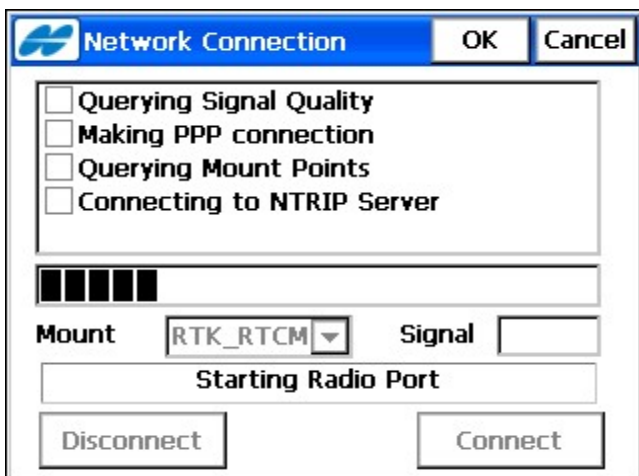 Network Connection OK Cancel
Querying Signal Quality
Making PPP connection
Querying Mount Points
Connecting to NTRIP Server
Mount RTK_RTCM Signal
Starting Radio Port
Disconnect Connect